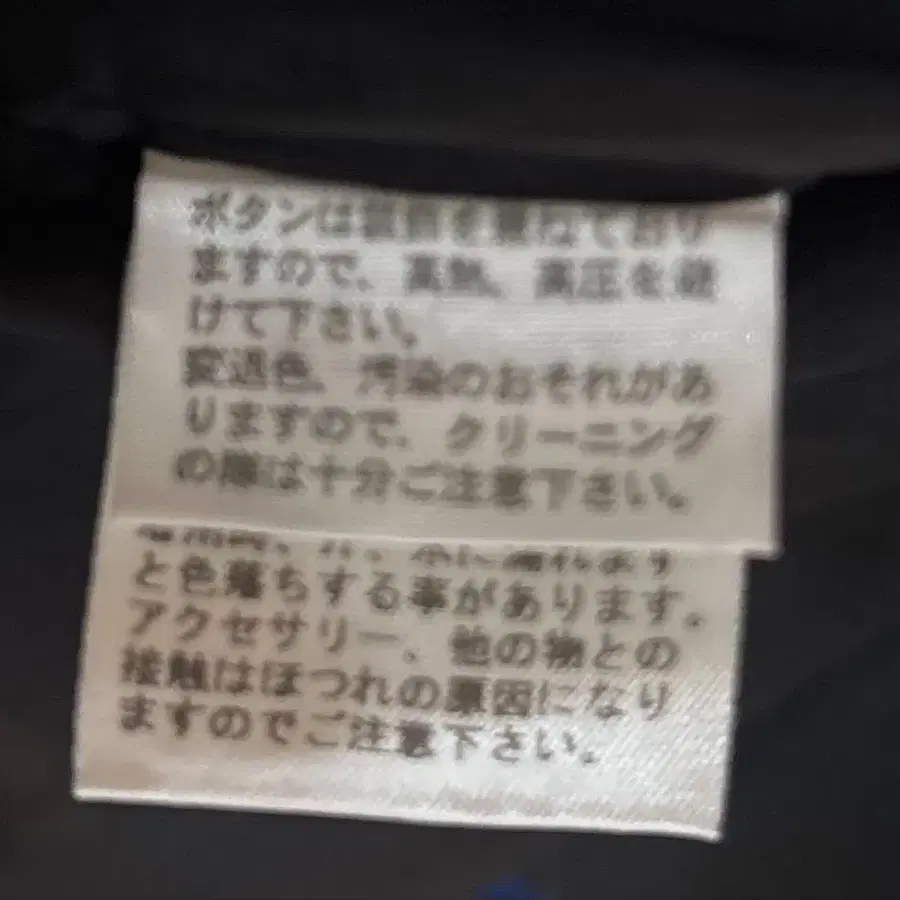 ボタンは
ますので、高熱、高圧を避
けて下さい。
変退色、汚染のおそれがあ
りますので、クリーニング
の際は十分ご注意下さい。
と色落ちする事があります。
アクセサリー、他の物との
接触はほつれの原因になり
ますのでご注意下さい。